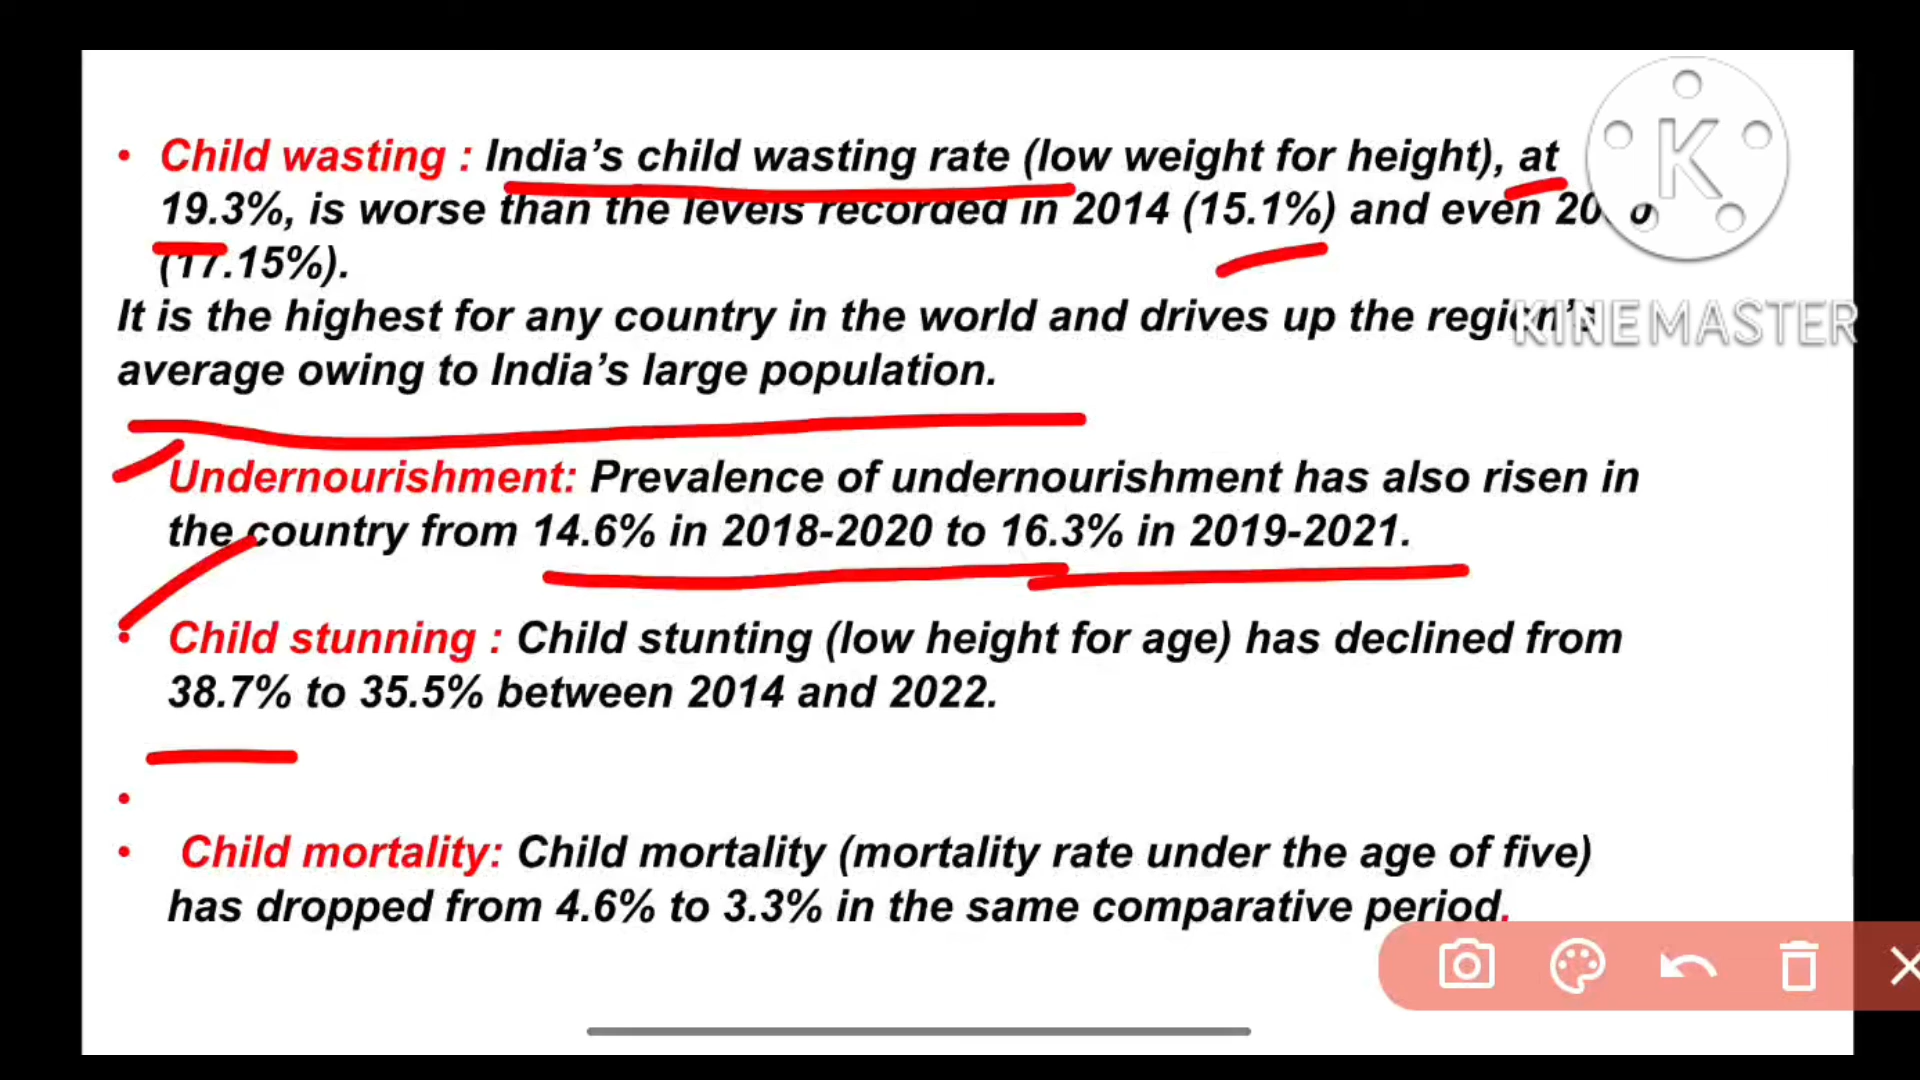 • Child wasting : India's child wasting rate (low weight for height), at
19.3%, is worse than the levels recorded in 2014 (15.1%) and even
(17.15%).
It is the highest for any country in the world and drives up the region's
average owing to India's large population.
Undernourishment: Prevalence of undernourishment has also risen in
the country from 14.6% in 2018-2020 to 16.3% in 2019-2021.
• Child stunning : Child stunting (low height for age) has declined from
38.7% to 35.5% between 2014 and 2022.
•
• Child mortality: Child mortality (mortality rate under the age of five)
has dropped from 4.6% to 3.3% in the same comparative period.
K
KINEMASTER